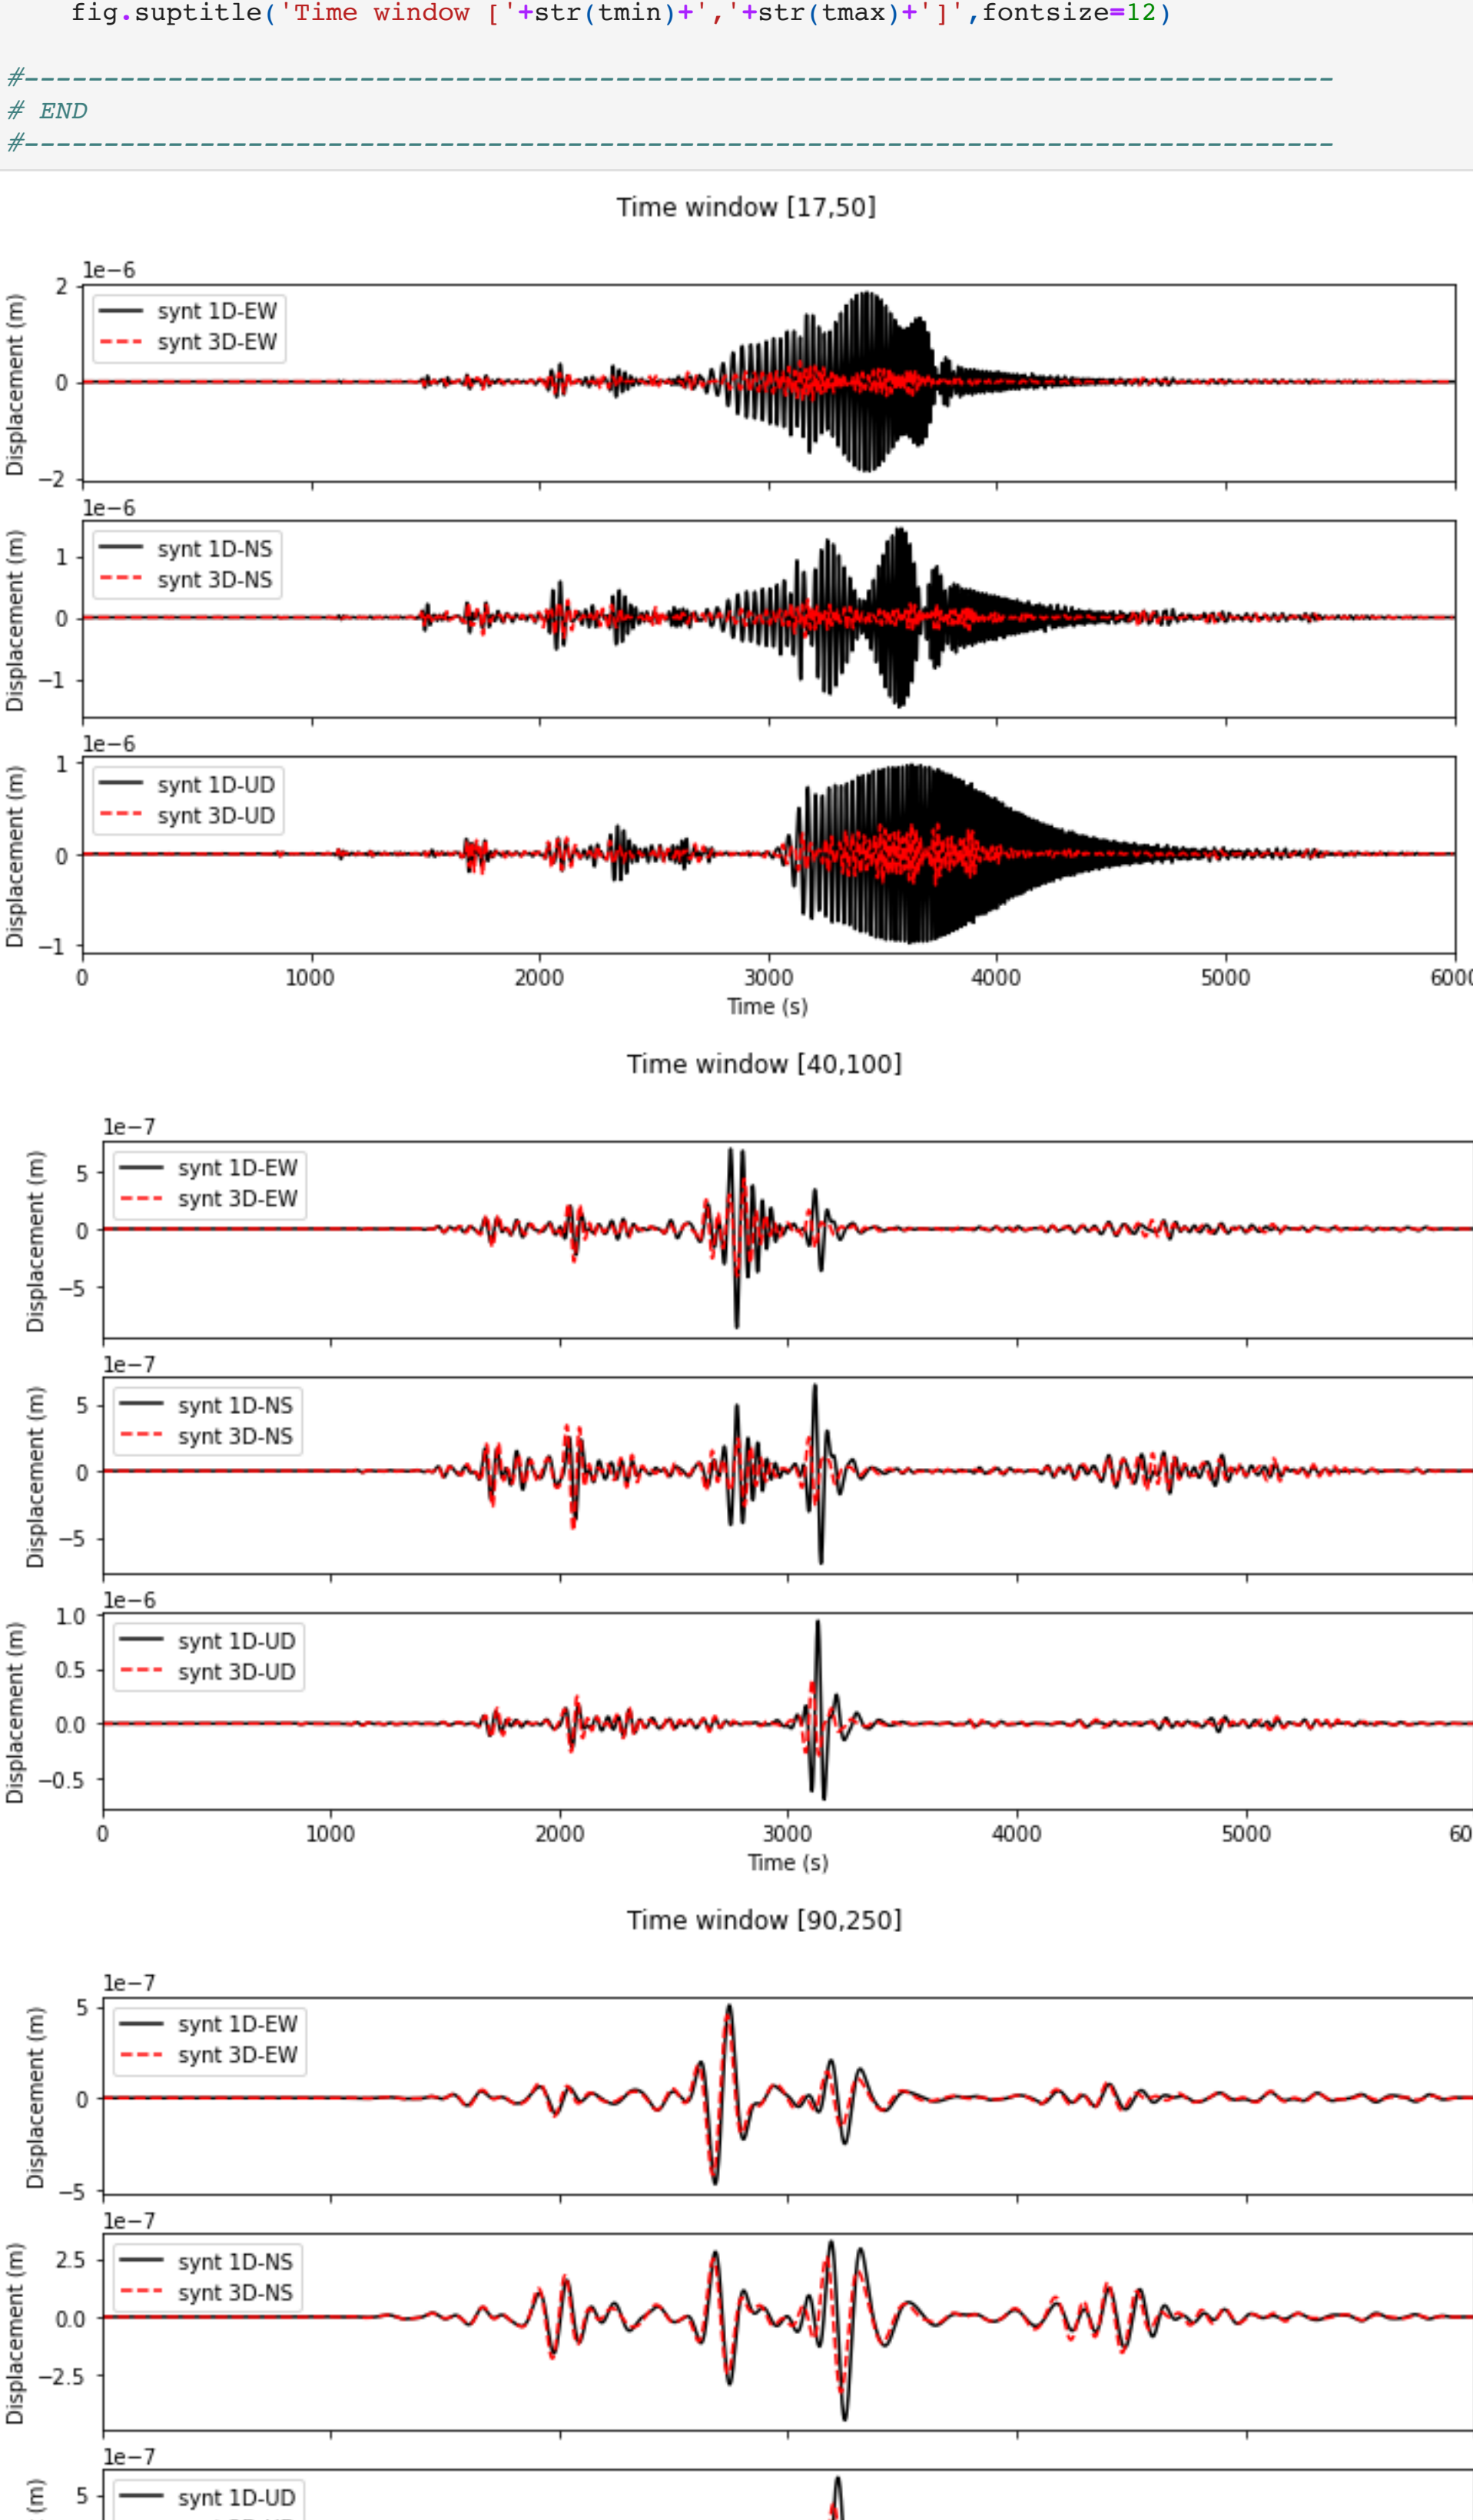 fig.suptitle('Time window ['+str(tmin)+','+str(tmax)+']',fontsize=12)
#----------------------------------------------------------------------------------
# END
#----------------------------------------------------------------------------------
Time window [17,50]
1e−6
2
0
−2
Displacement (m)
synt 1D-EW
synt 3D-EW
1e−6
1
0
−1
Displacement (m)
synt 1D-NS
synt 3D-NS
1e−6
1
0
−1
Displacement (m)
synt 1D-UD
synt 3D-UD
0 1000 2000 3000 4000 5000 6000
Time (s)
Time window [40,100]
1e−7
5
0
−5
Displacement (m)
synt 1D-EW
synt 3D-EW
1e−7
5
0
−5
Displacement (m)
synt 1D-NS
synt 3D-NS
1e−6
1.0
0.5
0.0
−0.5
Displacement (m)
synt 1D-UD
synt 3D-UD
0 1000 2000 3000 4000 5000 60
Time (s)
Time window [90,250]
1e−7
5
0
−5
Displacement (m)
synt 1D-EW
synt 3D-EW
1e−7
2.5
0.0
−2.5
Displacement (m)
synt 1D-NS
synt 3D-NS
1e−7
5
(m)
synt 1D-UD